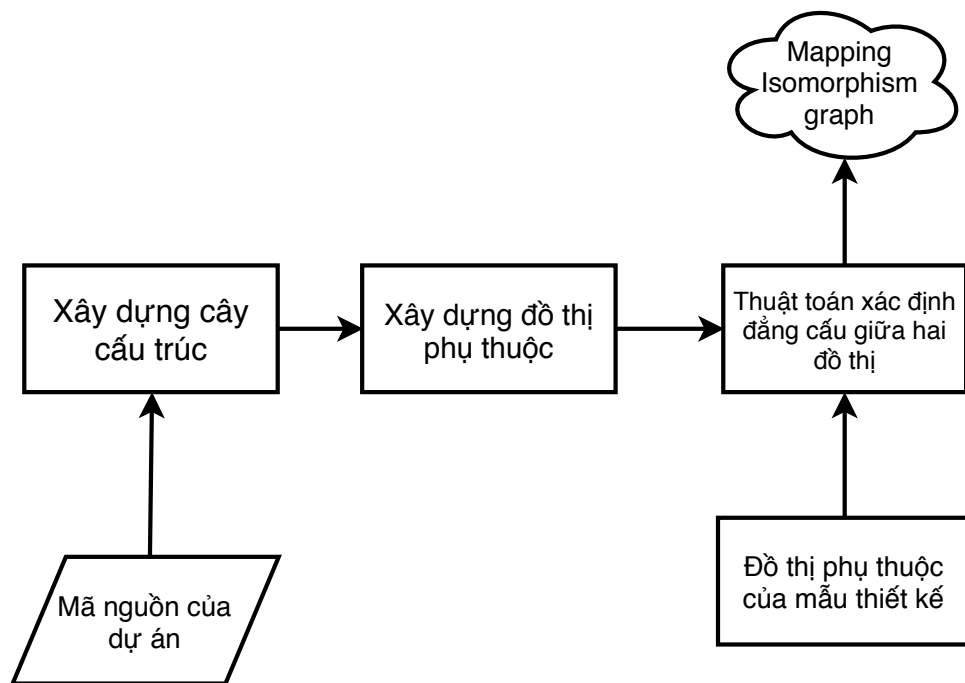 Mapping
Isomorphism
graph
Xây dựng cây
cấu trúc
Xây dựng đồ thị
phụ thuộc
Thuật toán xác định
đẳng cấu giữa hai
đồ thị
Mã nguồn của
dự án
Đồ thị phụ thuộc
của mẫu thiết kế